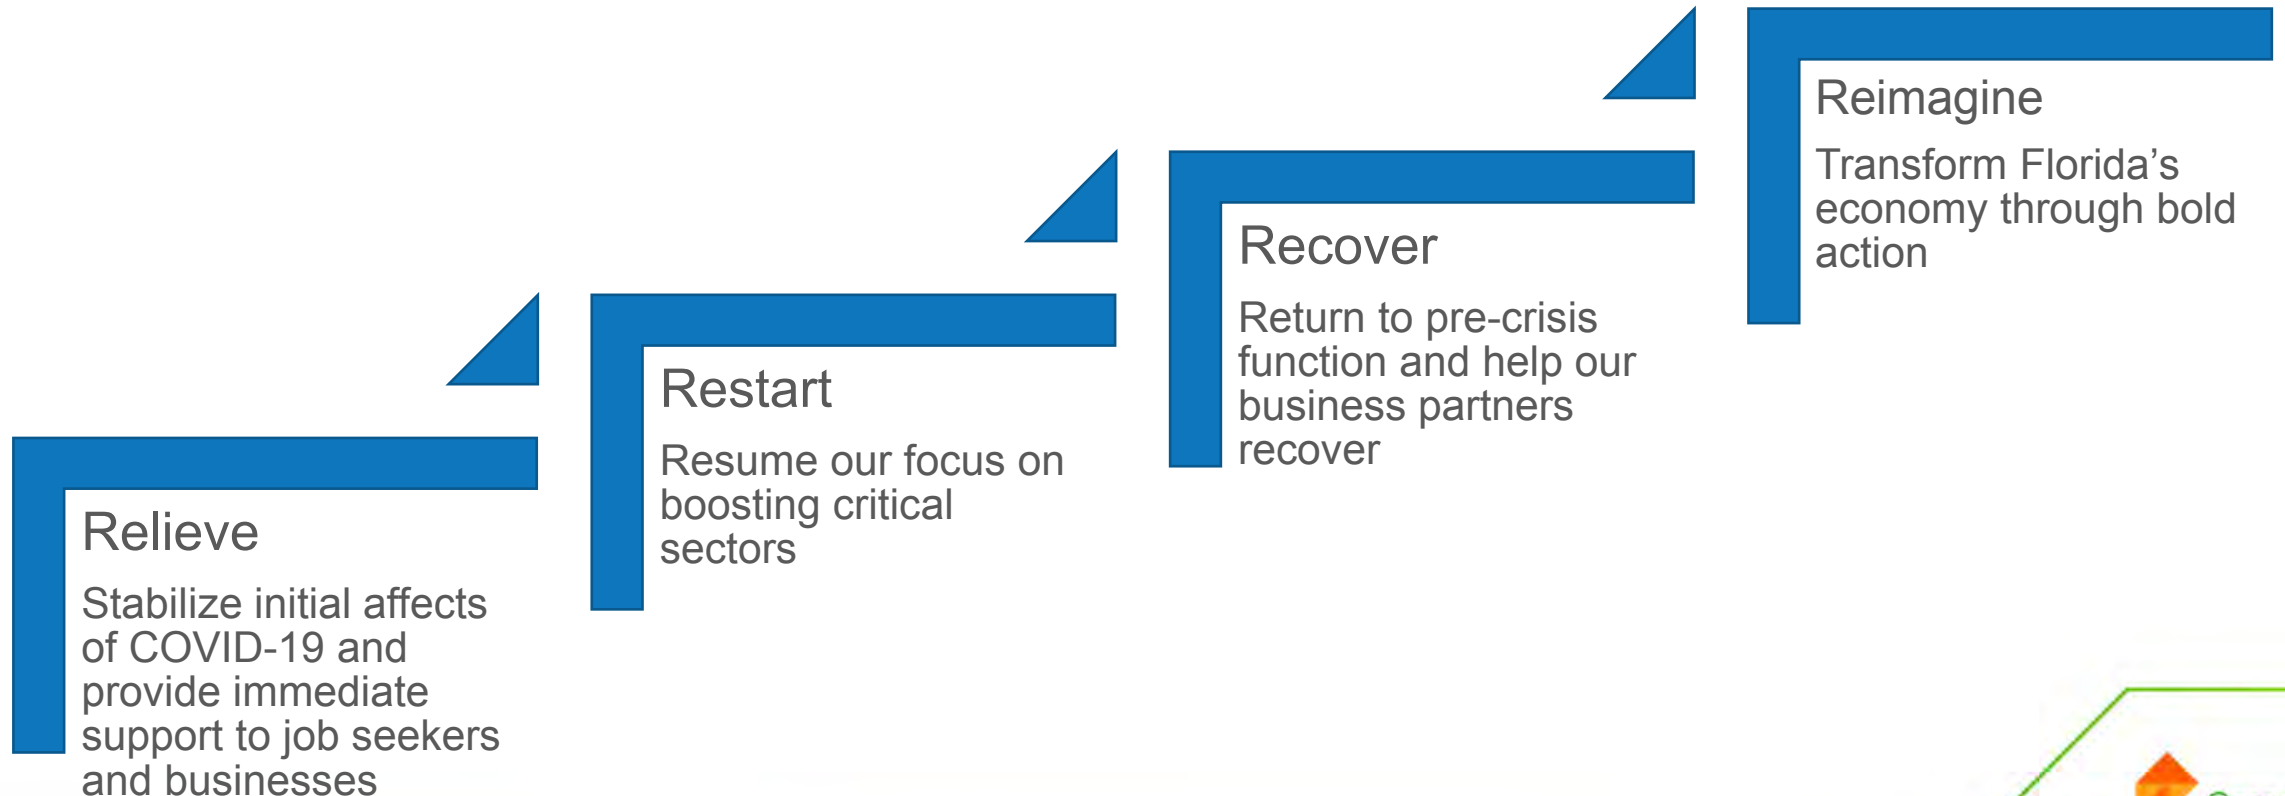 Relieve
Stabilize initial affects
of COVID-19 and
provide immediate
support to job seekers
and businesses
Restart
Resume our focus on
boosting critical
sectors
Recover
Return to pre-crisis
function and help our
business partners
recover
Reimagine
Transform Florida’s
economy through bold
action